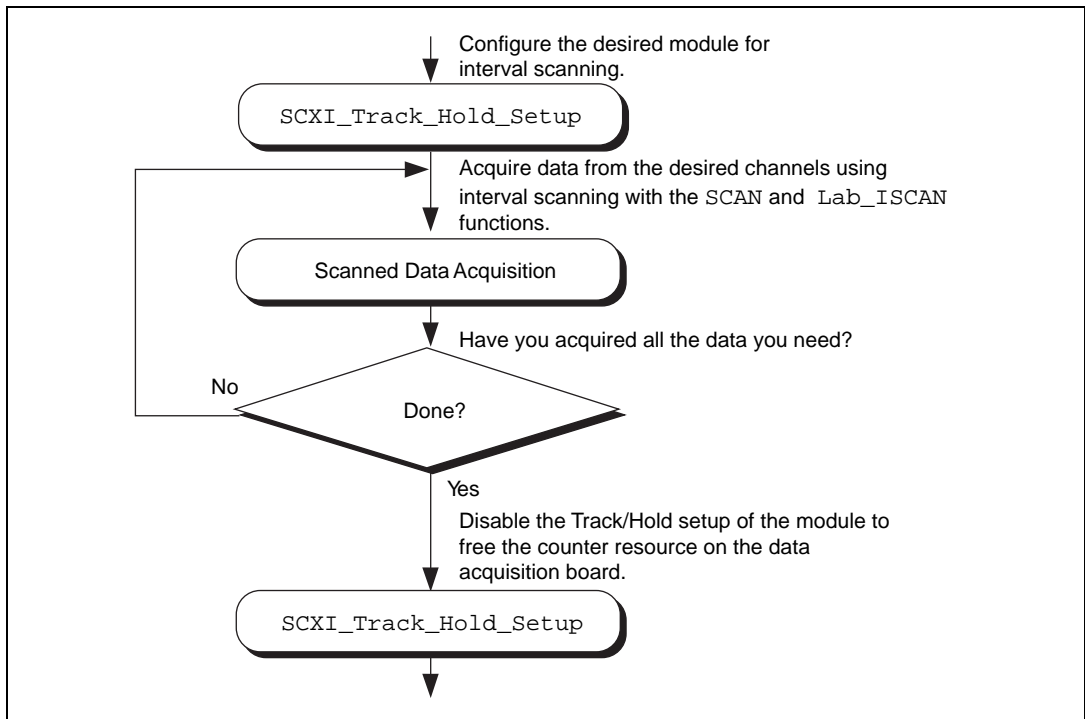 Configure the desired module for
interval scanning.
SCXI_Track_Hold_Setup
Acquire data from the desired channels using
interval scanning with the SCAN and Lab_ISCAN
functions.
Scanned Data Acquisition
Have you acquired all the data you need?
No
Done?
Yes
Disable the Track/Hold setup of the module to
free the counter resource on the data
acquisition board.
SCXI_Track_Hold_Setup